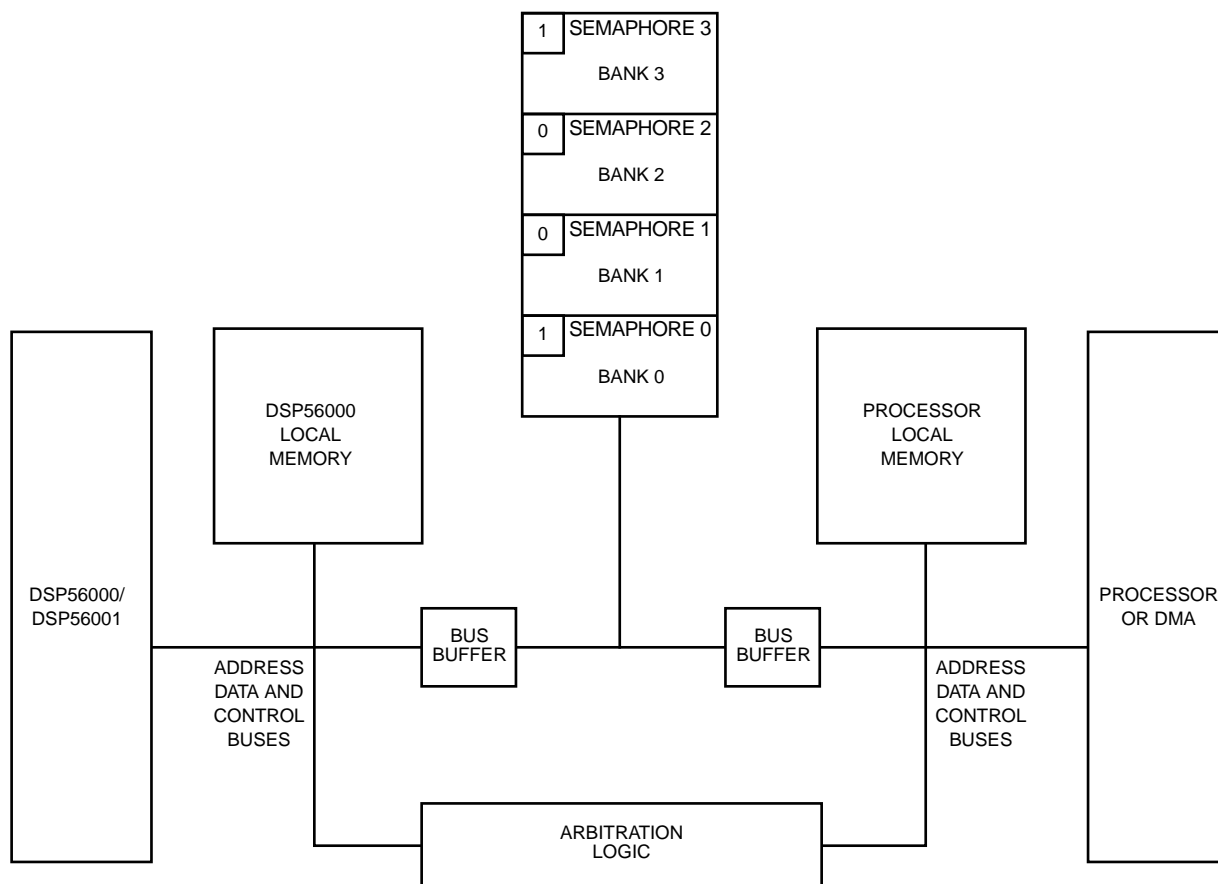 1 SEMAPHORE 3
BANK 3
0 SEMAPHORE 2
BANK 2
0 SEMAPHORE 1
BANK 1
1 SEMAPHORE 0
BANK 0
DSP56000
LOCAL
MEMORY
PROCESSOR
LOCAL
MEMORY
DSP56000/
DSP56001
BUS
BUFFER
BUS
BUFFER
PROCESSOR
OR DMA
ADDRESS
DATA AND
CONTROL
BUSES
ADDRESS
DATA AND
CONTROL
BUSES
ARBITRATION
LOGIC